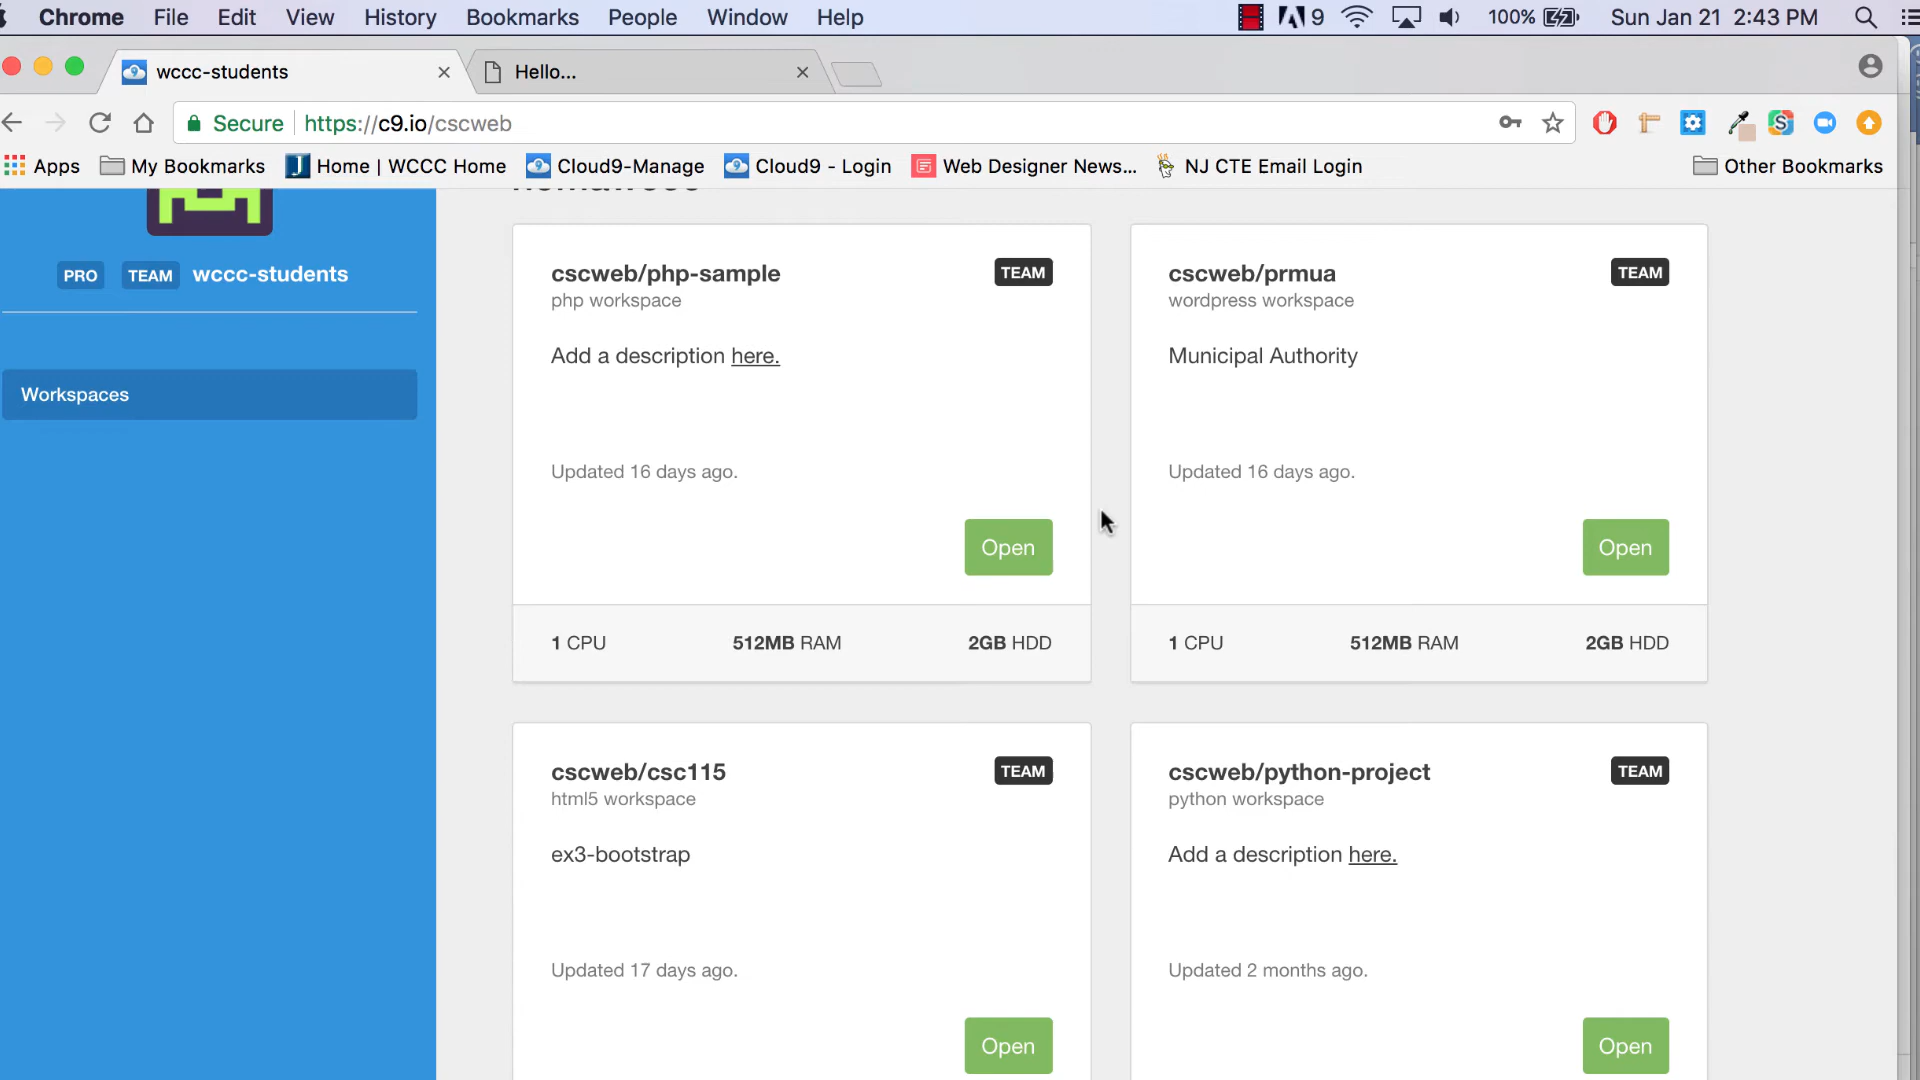 Chrome File Edit View History Bookmarks People Window Help 9 100% Sun Jan 21 2:43 PM
wccc-students Hello...
Secure https://c9.io/cscweb
Apps My Bookmarks Home | WCCC Home Cloud9-Manage Cloud9 - Login Web Designer News... NJ CTE Email Login Other Bookmarks
PRO TEAM wccc-students
Workspaces
cscweb/php-sample TEAM
php workspace
Add a description here.
Updated 16 days ago.
Open
1 CPU 512MB RAM 2GB HDD
cscweb/prmua TEAM
wordpress workspace
Municipal Authority
Updated 16 days ago.
Open
1 CPU 512MB RAM 2GB HDD
cscweb/csc115 TEAM
html5 workspace
ex3-bootstrap
Updated 17 days ago.
Open
cscweb/python-project TEAM
python workspace
Add a description here.
Updated 2 months ago.
Open